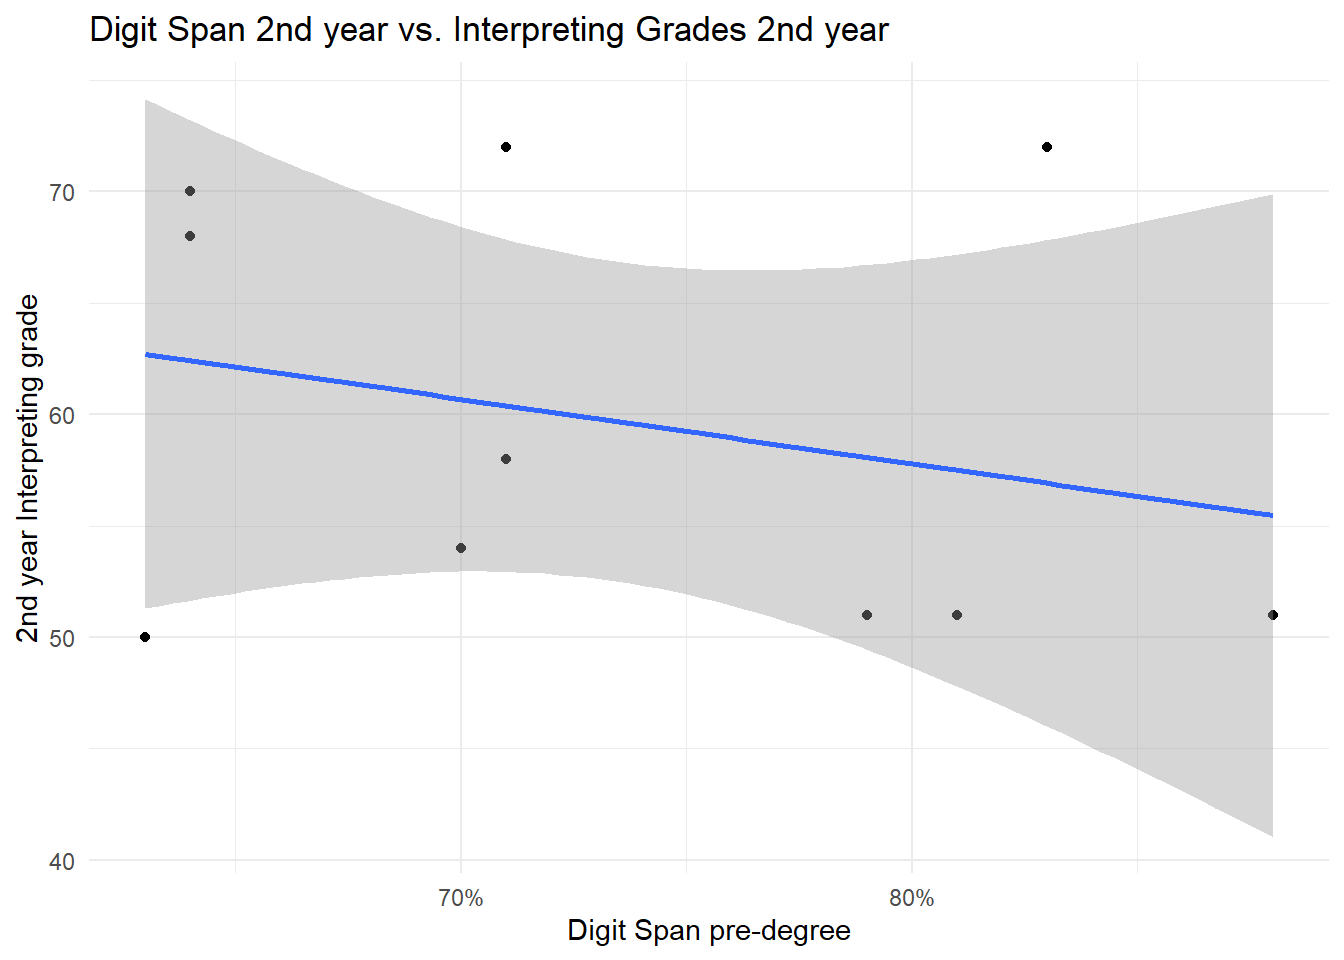 Digit Span 2nd year vs. Interpreting Grades 2nd year
2nd year Interpreting grade
70
60
50
40
70%
80%
Digit Span pre-degree